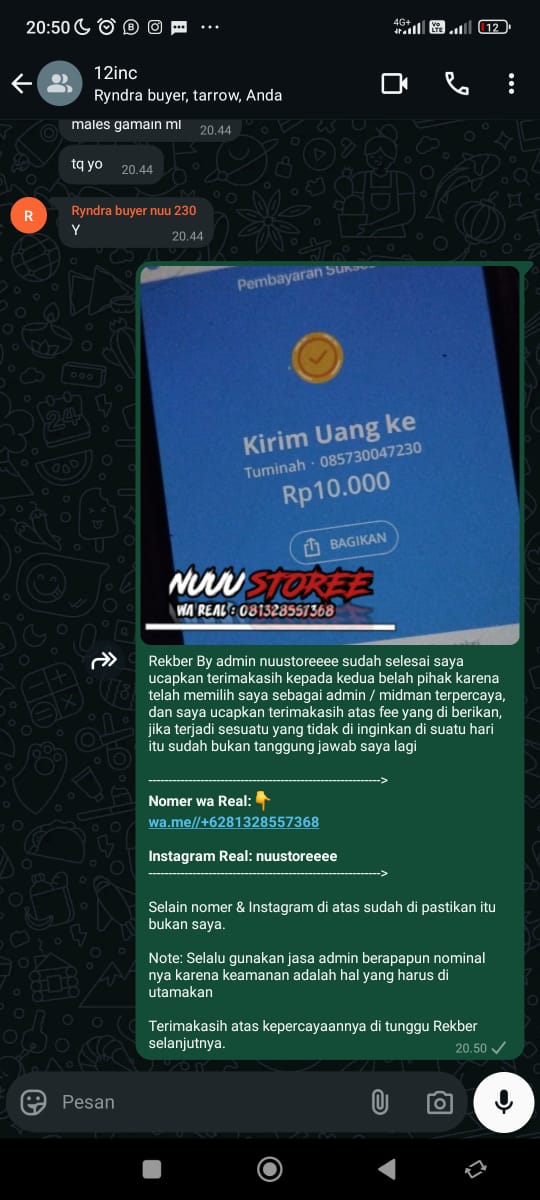 20:50
4G+
Vo LTE
12
12inc
Ryndra buyer, tarrow, Anda
males gamain ml 20.44
tq yo 20.44
R
Ryndra buyer nuu 230
Y 20.44
Pembayaran Sukses
Kirim Uang ke
Tuminah · 085730047230
Rp10.000
BAGIKAN
NUUU STOREE
WA REAL : 081328557368
Rekber By admin nuustoreeee sudah selesai saya
ucapkan terimakasih kepada kedua belah pihak karena
telah memilih saya sebagai admin / midman terpercaya,
dan saya ucapkan terimakasih atas fee yang di berikan,
jika terjadi sesuatu yang tidak di inginkan di suatu hari
itu sudah bukan tanggung jawab saya lagi
---------------------------------------------------------->
Nomer wa Real:👇
wa.me//+6281328557368
Instagram Real: nuustoreeee
---------------------------------------------------------->
Selain nomer & Instagram di atas sudah di pastikan itu
bukan saya.
Note: Selalu gunakan jasa admin berapapun nominal
nya karena keamanan adalah hal yang harus di
utamakan
Terimakasih atas kepercayaannya di tunggu Rekber
selanjutnya.
20.50
Pesan